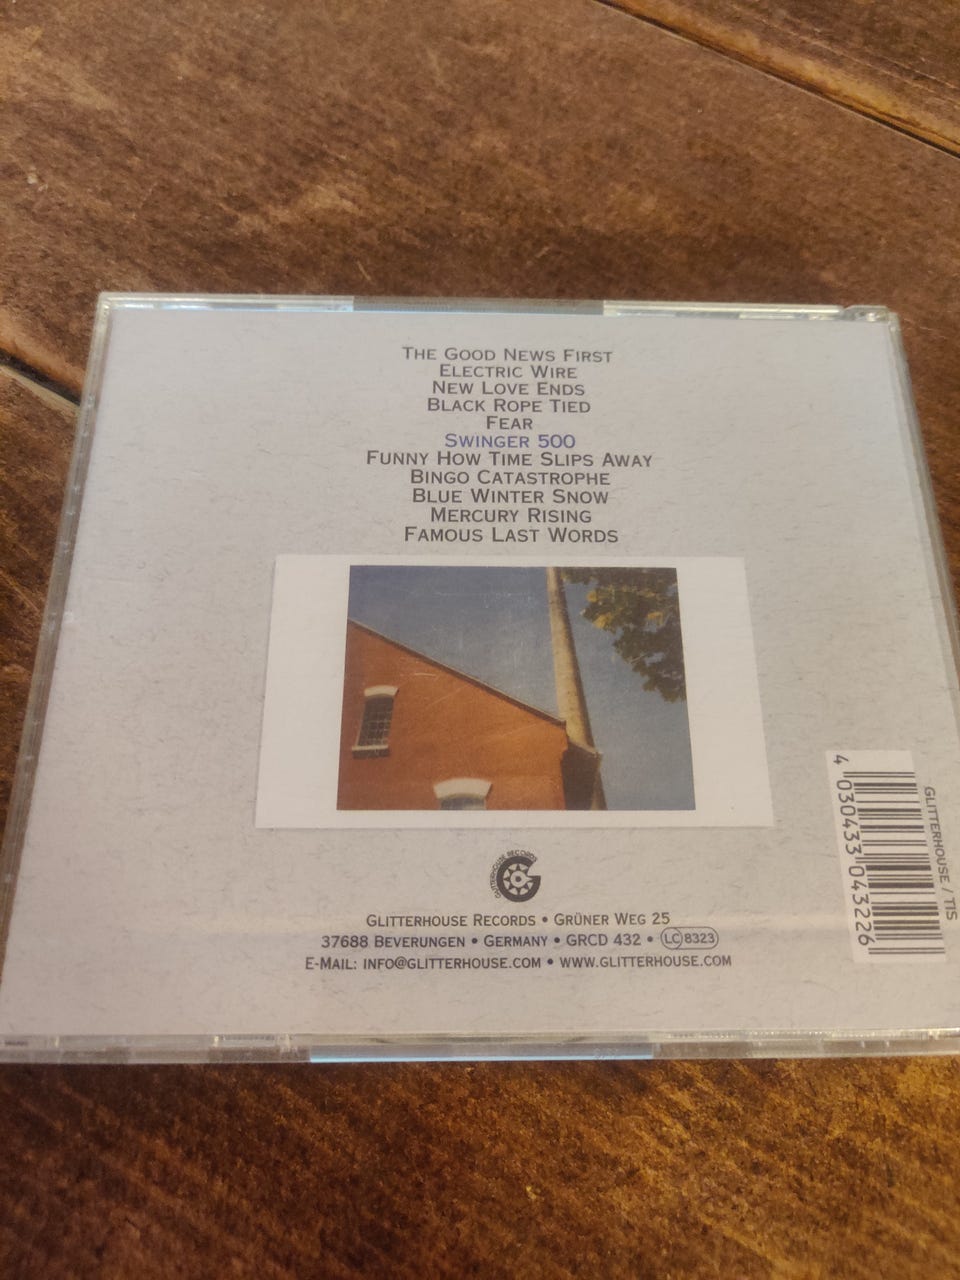 The Good News First
Electric Wire
New Love Ends
Black Rope Tied
Fear
Swinger 500
Funny How Time Slips Away
Bingo Catastrophe
Blue Winter Snow
Mercury Rising
Famous Last Words
GLITTERHOUSE RECORDS
Glitterhouse Records • Grüner Weg 25
37688 Beverungen • Germany • GRCD 432 • LC 8323
E-Mail: info@glitterhouse.com • www.glitterhouse.com
4 030433 043226
GLITTERHOUSE / TIS